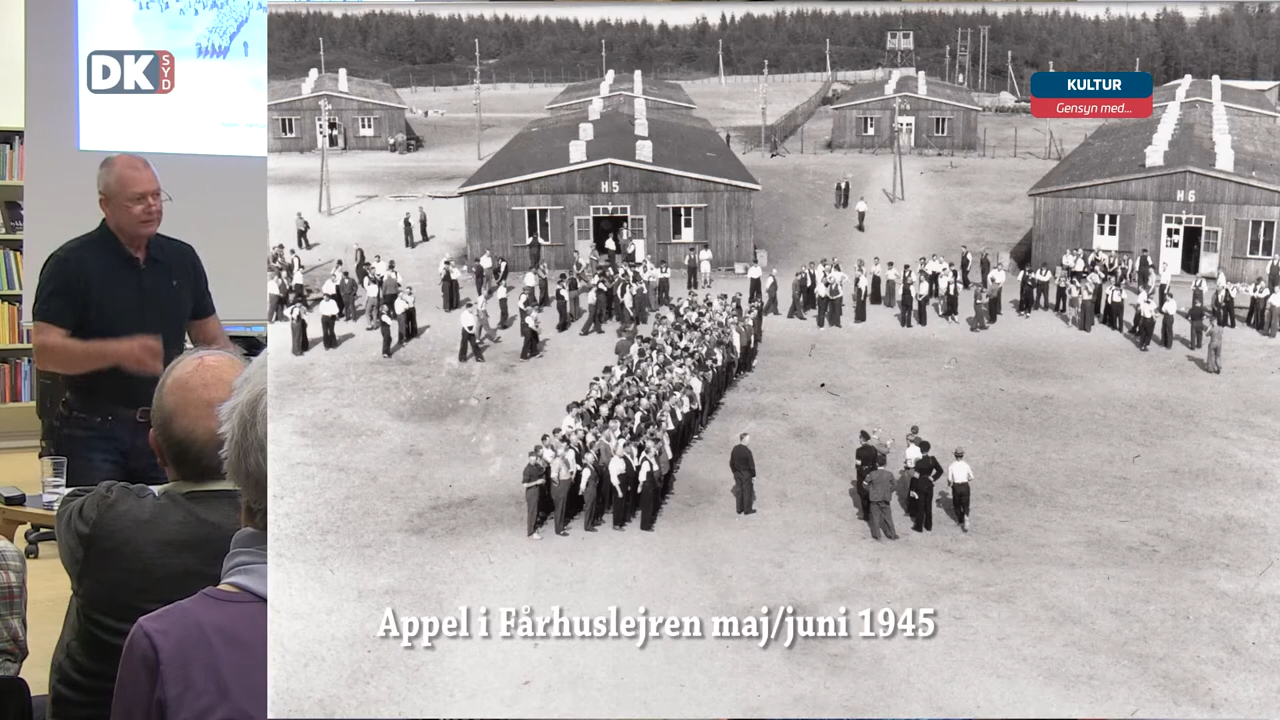 DK
SYD
KULTUR
Gensyn med...
H5
H6
Appel i Fårhuslejren maj/juni 1945